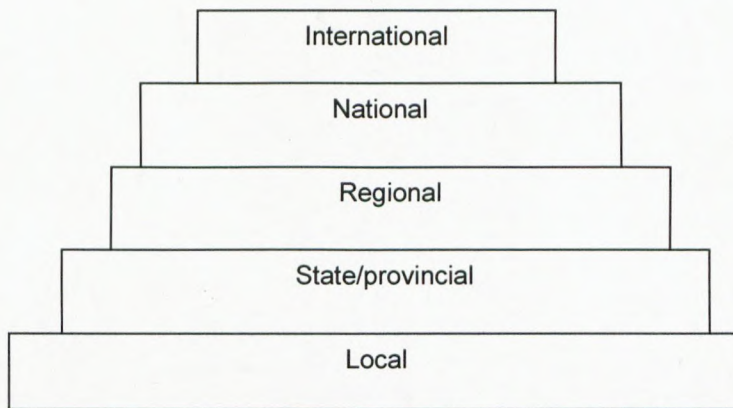 International
National
Regional
State/provincial
Local